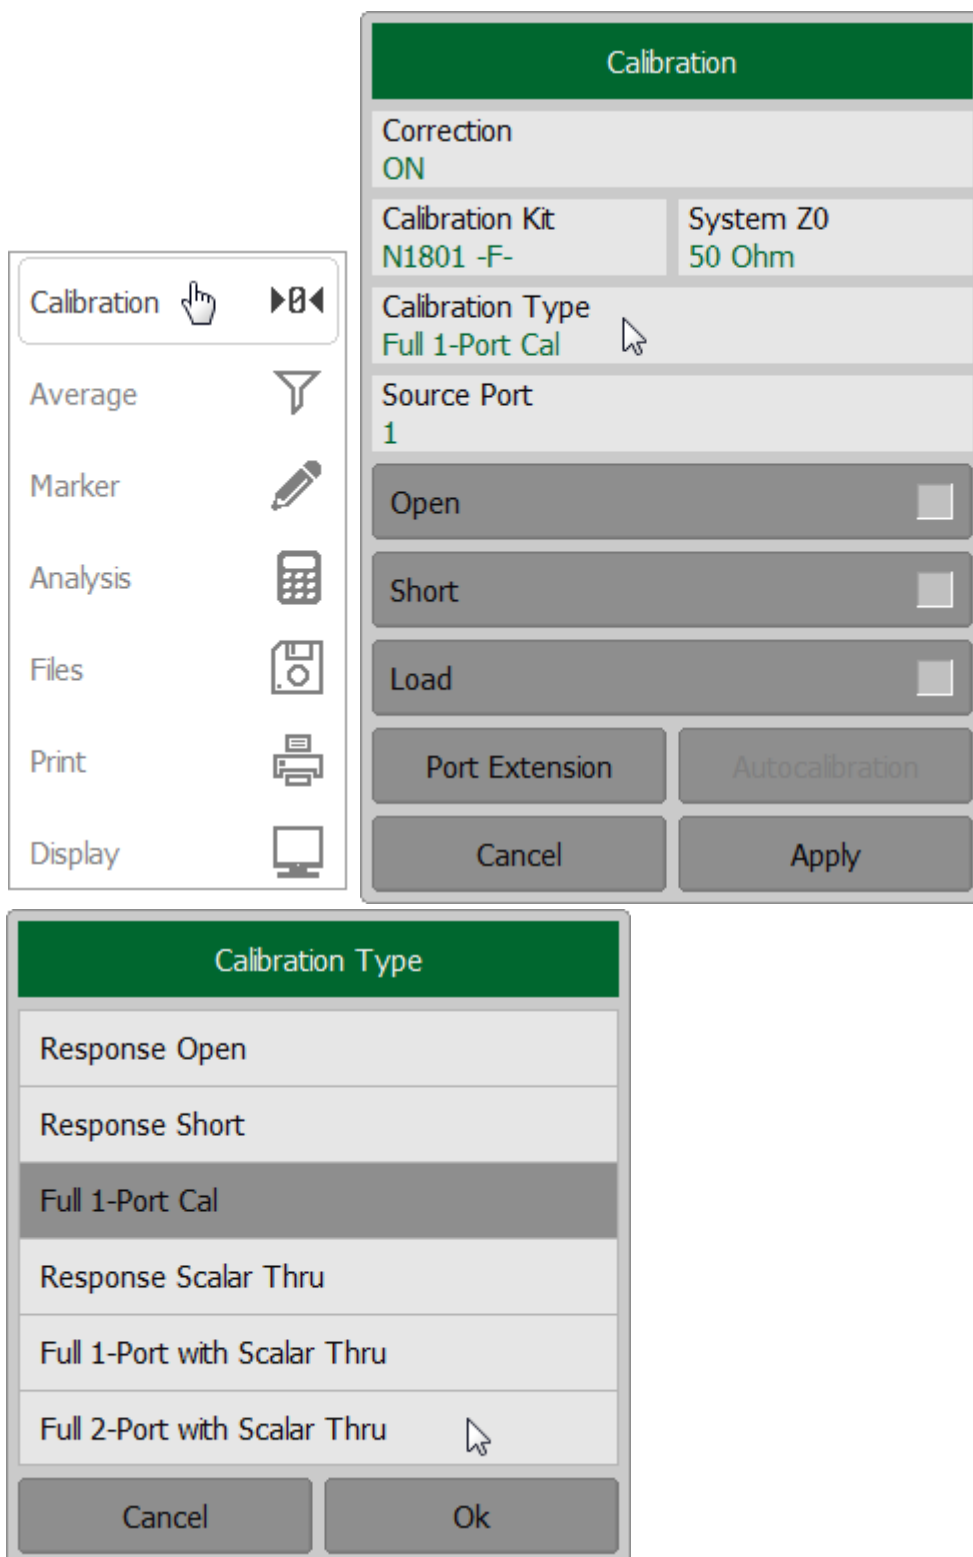 Calibration
▶0◀
Average
Marker
Analysis
Files
Print
Display
Calibration
Correction
ON
Calibration Kit
N1801 -F-
System Z0
50 Ohm
Calibration Type
Full 1-Port Cal
Source Port
1
Open
Short
Load
Port Extension
Autocalibration
Cancel
Apply
Calibration Type
Response Open
Response Short
Full 1-Port Cal
Response Scalar Thru
Full 1-Port with Scalar Thru
Full 2-Port with Scalar Thru
Cancel
Ok